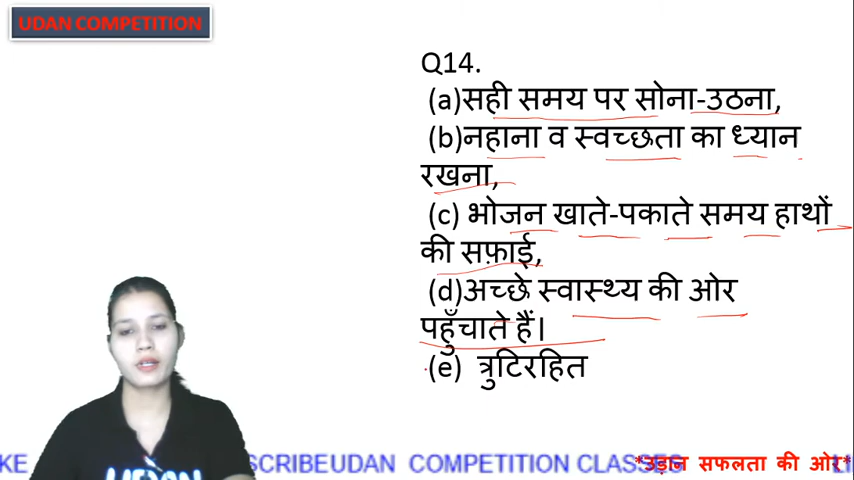 UDAN COMPETITION
Q14.
(a)सही समय पर सोना-उठना,
(b)नहाना व स्वच्छता का ध्यान
रखना,
(c) भोजन खाते-पकाते समय हाथों
की सफ़ाई,
(d)अच्छे स्वास्थ्य की ओर
पहुँचाते हैं।
(e) त्रुटिरहित
KE SCRIBEUDAN COMPETITION CLASSES
*उड़ान सफलता की ओर*